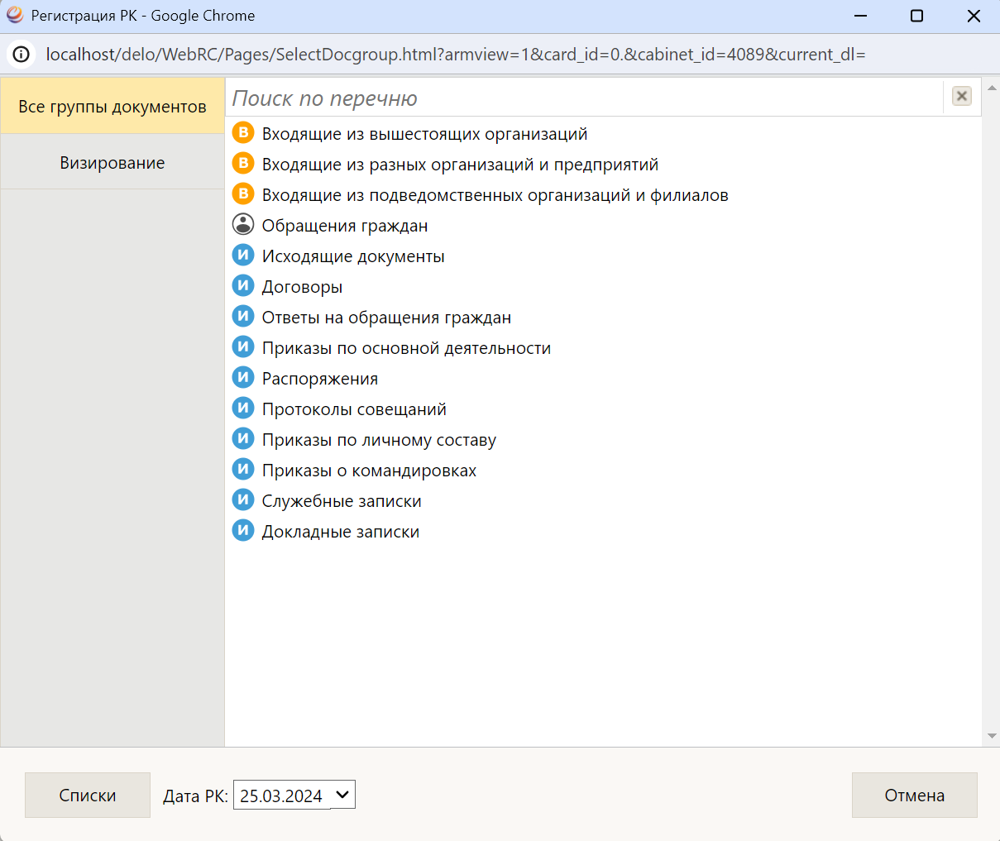 Регистрация РК - Google Chrome
localhost/delo/WebRC/Pages/SelectDocgroup.html?armview=1&card_id=0.&cabinet_id=4089&current_dl=
Все группы документов
Визирование
Поиск по перечню
В Входящие из вышестоящих организаций
В Входящие из разных организаций и предприятий
В Входящие из подведомственных организаций и филиалов
Обращения граждан
И Исходящие документы
И Договоры
И Ответы на обращения граждан
И Приказы по основной деятельности
И Распоряжения
И Протоколы совещаний
И Приказы по личному составу
И Приказы о командировках
И Служебные записки
И Докладные записки
Списки Дата РК: 25.03.2024 Отмена